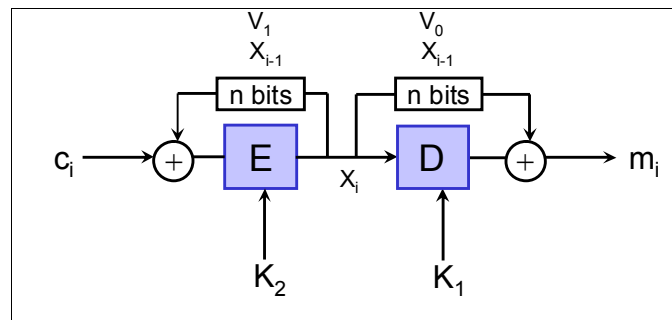 V₁ V₀
Xᵢ₋₁ Xᵢ₋₁
n bits n bits
cᵢ + E Xᵢ D + mᵢ
K₂ K₁